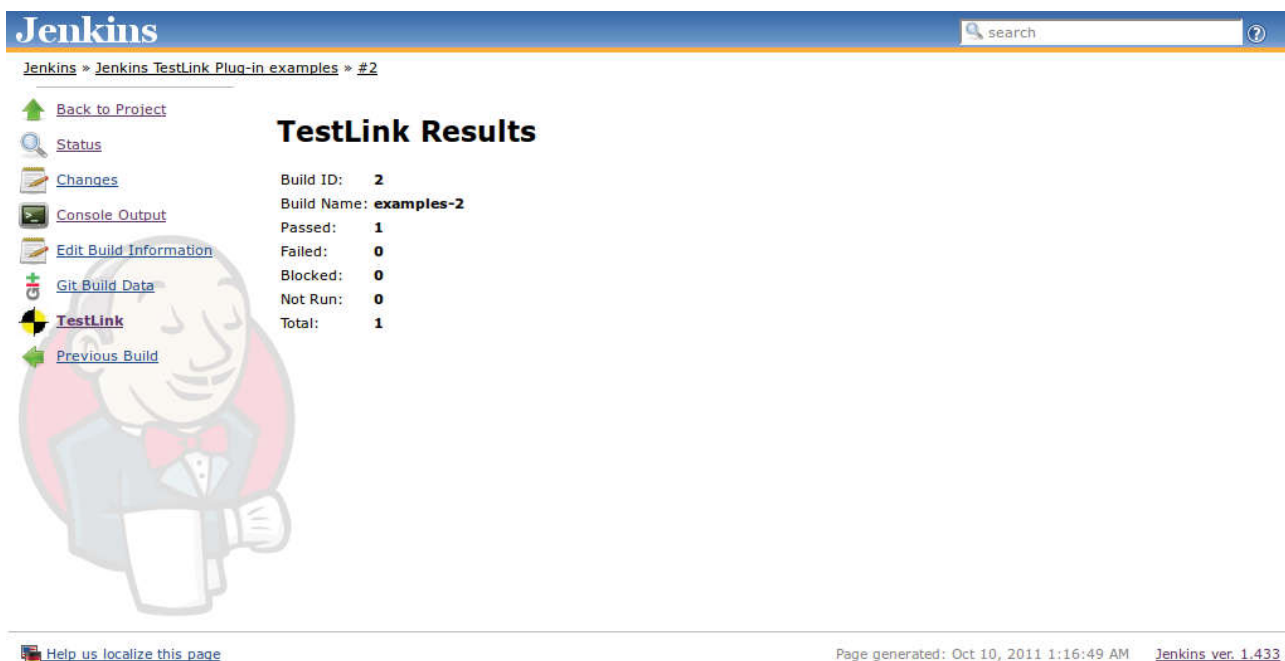 Jenkins
search
Jenkins » Jenkins TestLink Plug-in examples » #2
Back to Project
Status
Changes
Console Output
Edit Build Information
Git Build Data
TestLink
Previous Build
TestLink Results
Build ID: 2
Build Name: examples-2
Passed: 1
Failed: 0
Blocked: 0
Not Run: 0
Total: 1
Help us localize this page
Page generated: Oct 10, 2011 1:16:49 AM Jenkins ver. 1.433